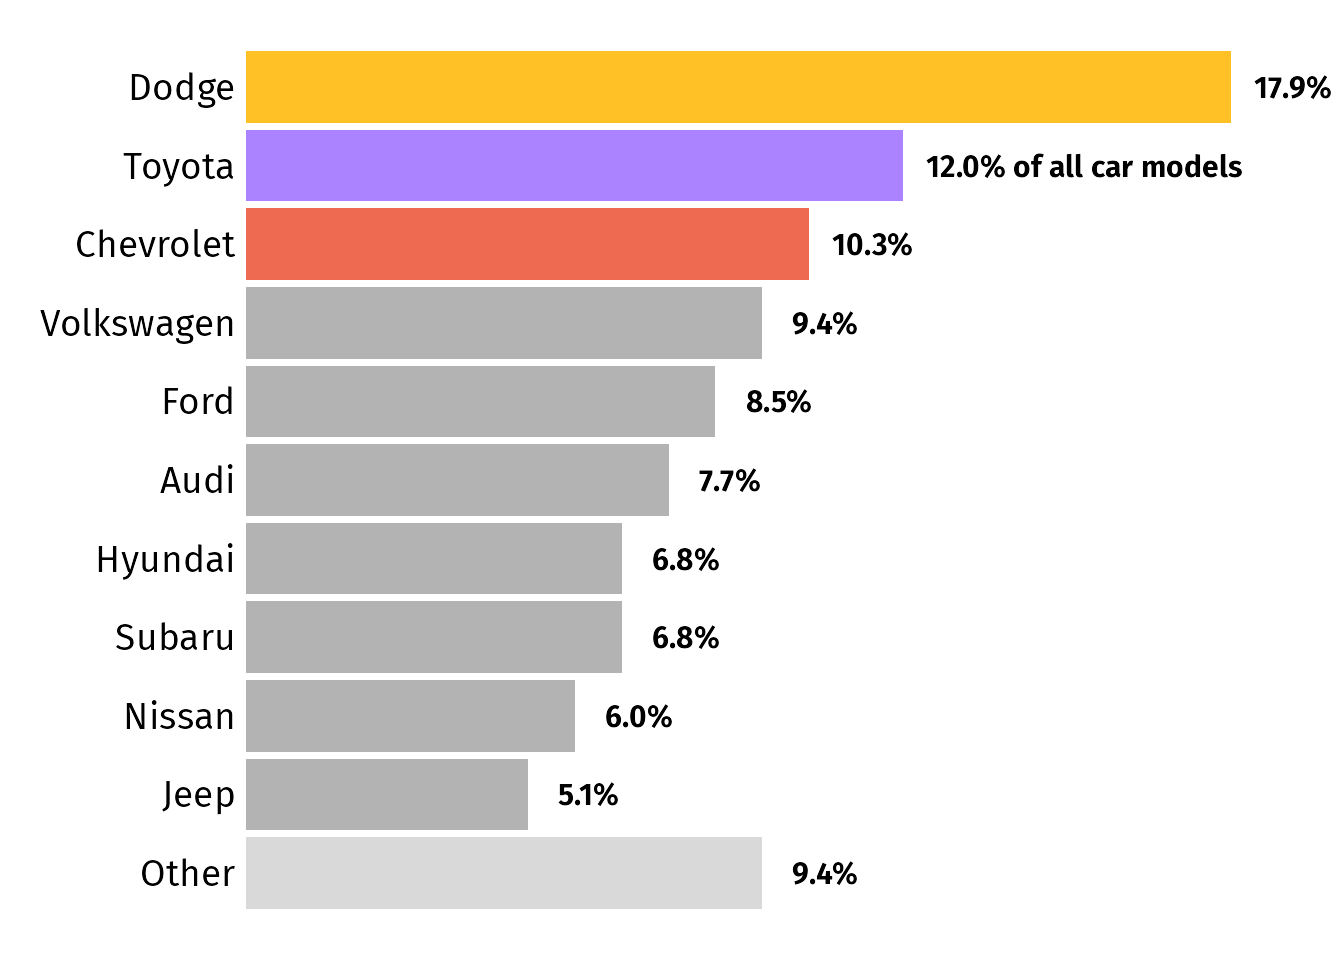 Dodge 17.9%
Toyota 12.0% of all car models
Chevrolet 10.3%
Volkswagen 9.4%
Ford 8.5%
Audi 7.7%
Hyundai 6.8%
Subaru 6.8%
Nissan 6.0%
Jeep 5.1%
Other 9.4%